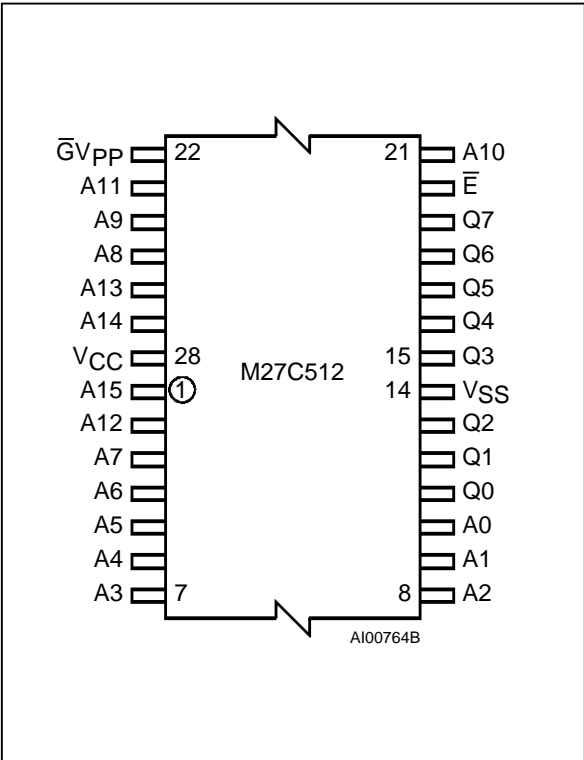 G̅VPP 22 21 A10
A11 E̅
A9 Q7
A8 Q6
A13 Q5
A14 Q4
VCC 28 15 Q3
M27C512
A15 1 14 VSS
A12 Q2
A7 Q1
A6 Q0
A5 A0
A4 A1
A3 7 8 A2
AI00764B